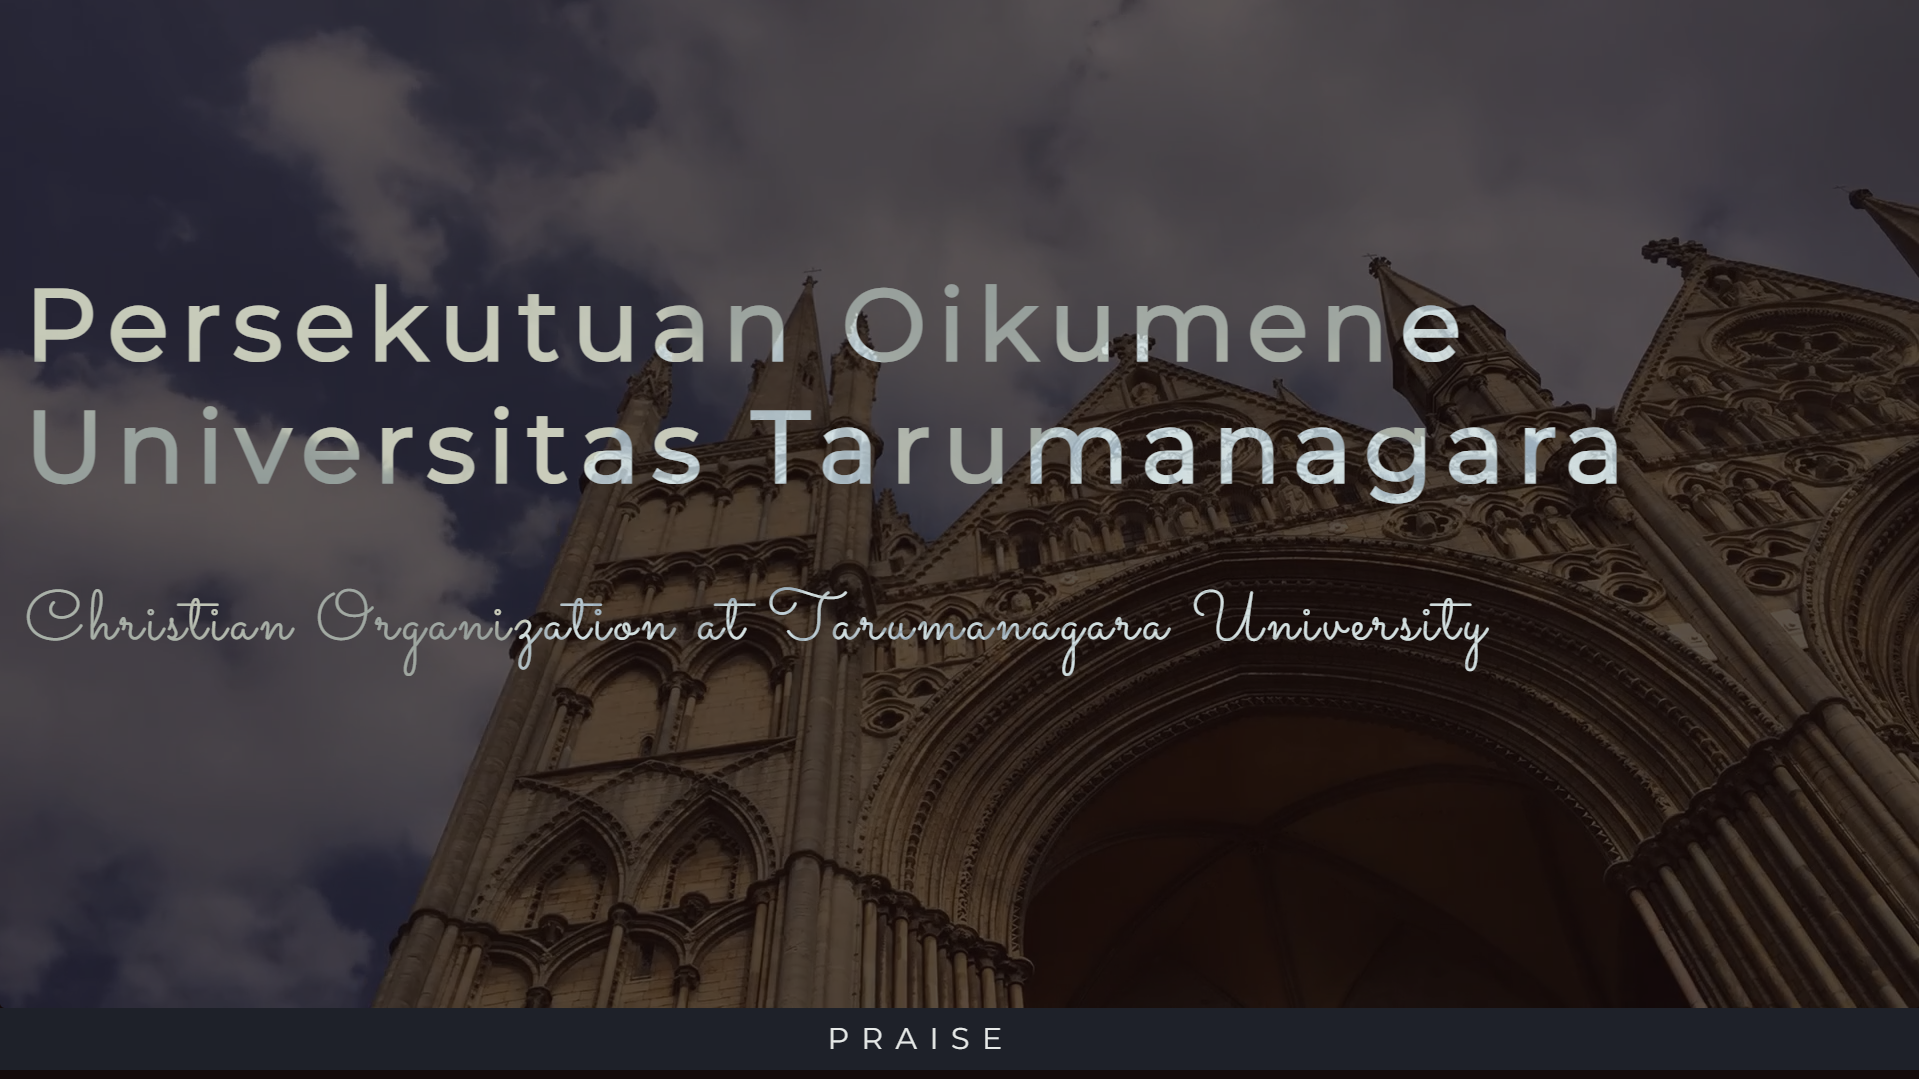 Persekutuan Oikumene
Universitas Tarumanagara
Christian Organization at Tarumanagara University
PRAISE